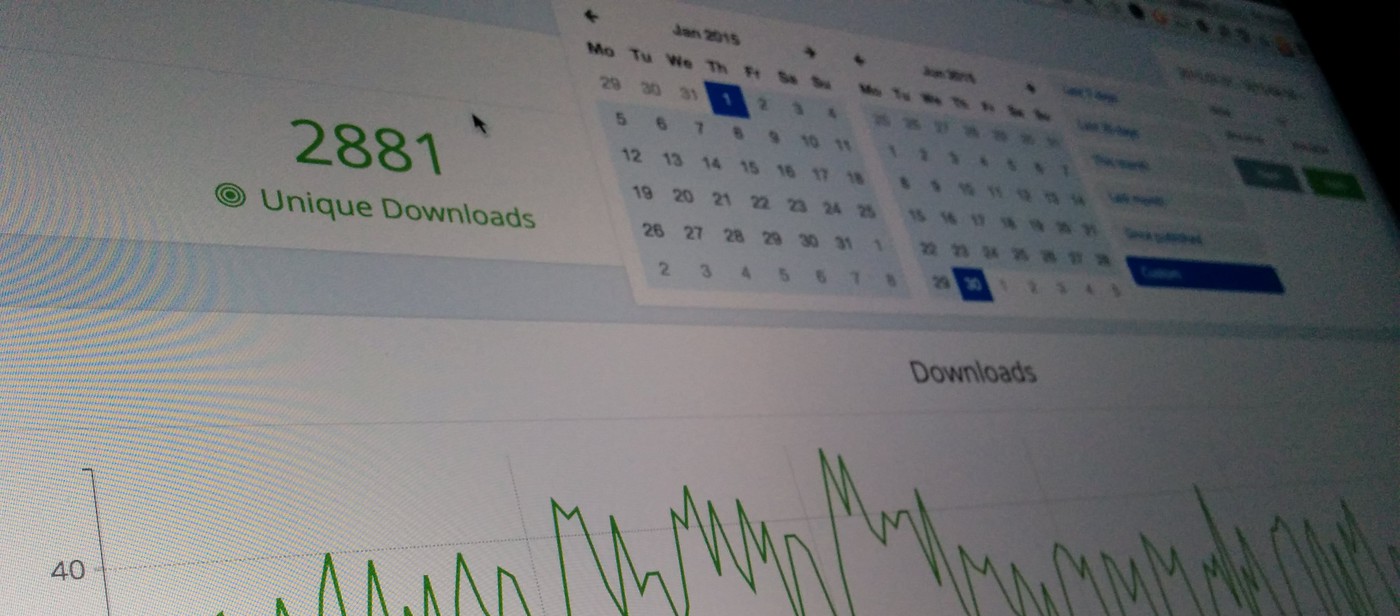 2881
Unique Downloads
Jan 2015
Mo Tu We Th Fr Sa Su
29 30 31 1 2 3 4
5 6 7 8 9 10 11
12 13 14 15 16 17 18
19 20 21 22 23 24 25
26 27 28 29 30 31 1
2 3 4 5 6 7 8
Jun 2015
Mo Tu We Th Fr Sa Su
25 26 27 28 29 30 31
1 2 3 4 5 6 7
8 9 10 11 12 13 14
15 16 17 18 19 20 21
22 23 24 25 26 27 28
29 30 1 2 3 4 5
Last 7 days
Last 30 days
This month
Last month
Since published
Custom
Downloads
40